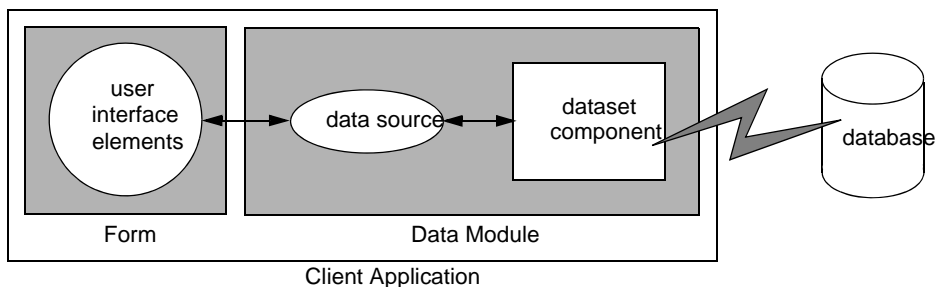 user
interface
elements
data source
dataset
component
database
Form
Data Module
Client Application